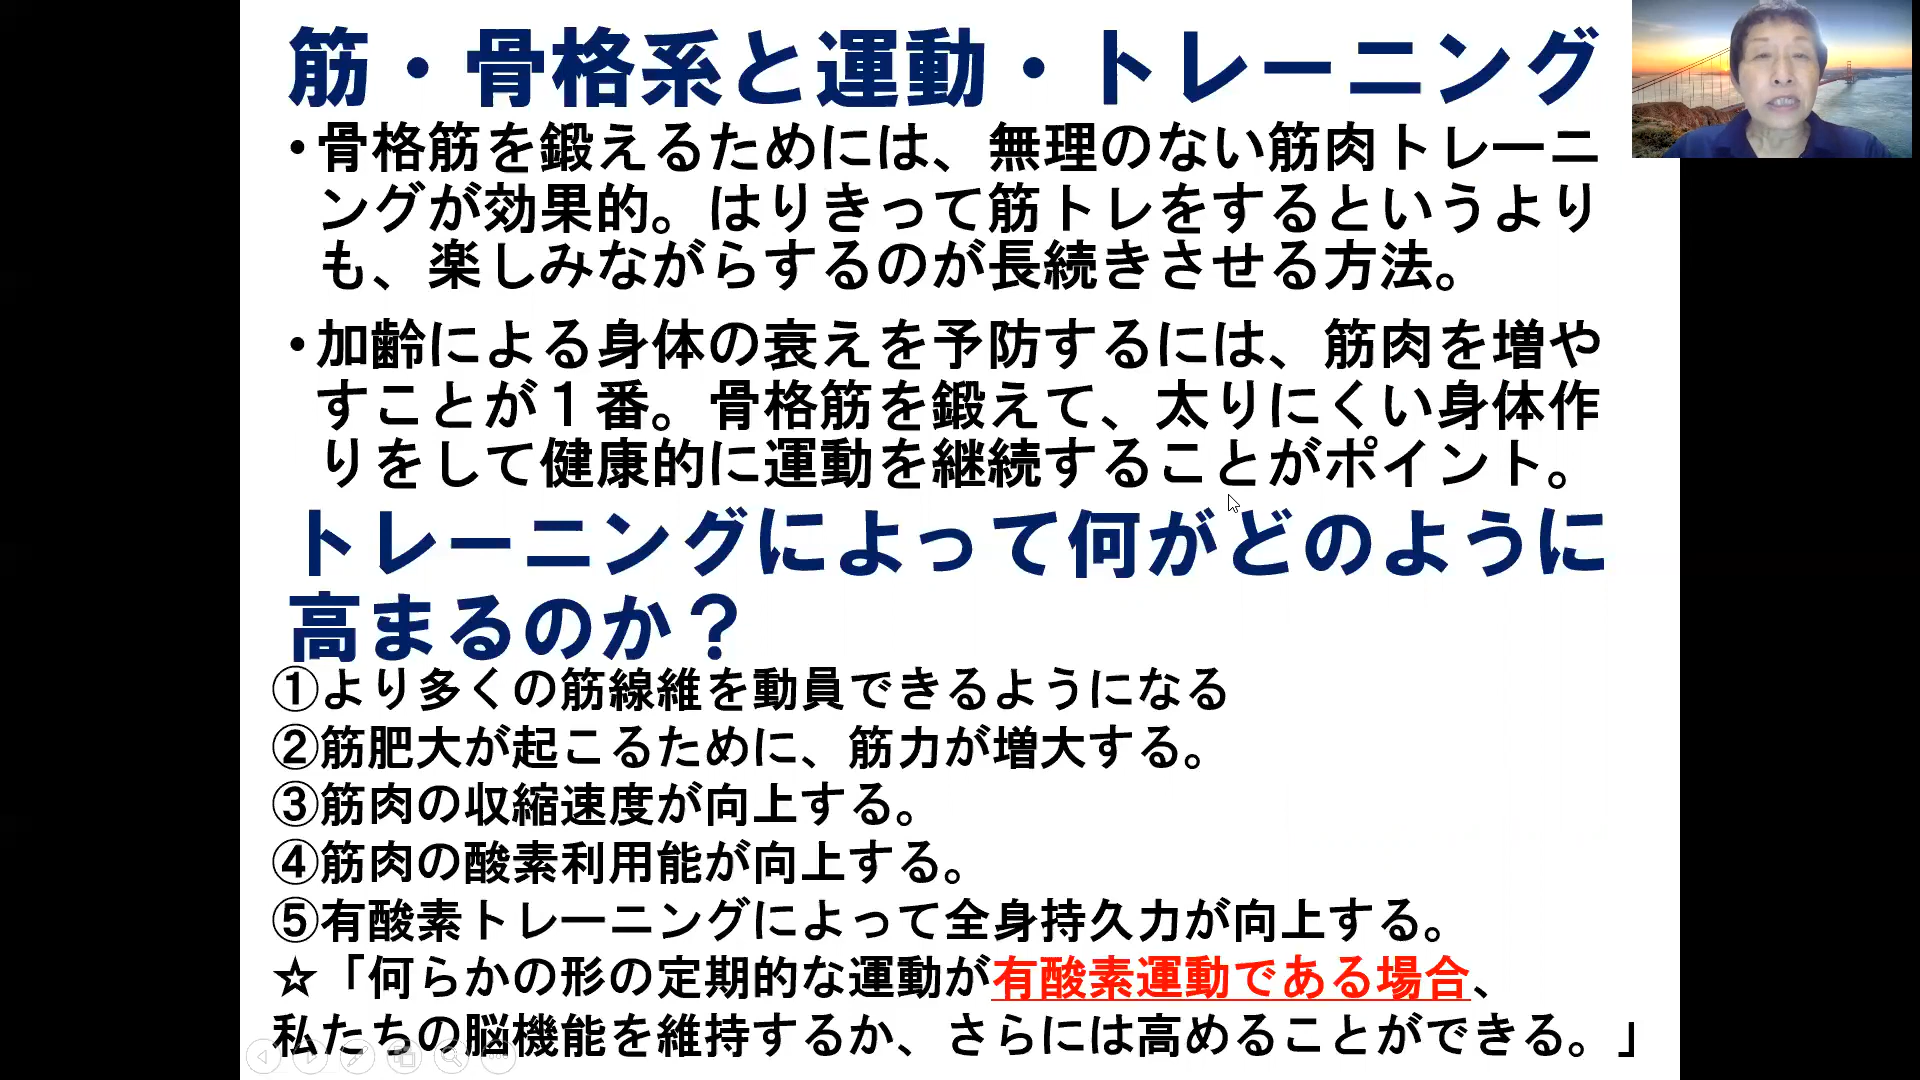 筋・骨格系と運動・トレーニング
•骨格筋を鍛えるためには、無理のない筋肉トレーニ
ングが効果的。はりきって筋トレをするというより
も、楽しみながらするのが長続きさせる方法。
•加齢による身体の衰えを予防するには、筋肉を増や
すことが１番。骨格筋を鍛えて、太りにくい身体作
りをして健康的に運動を継続することがポイント。
トレーニングによって何がどのように
高まるのか？
①より多くの筋線維を動員できるようになる
②筋肥大が起こるために、筋力が増大する。
③筋肉の収縮速度が向上する。
④筋肉の酸素利用能が向上する。
⑤有酸素トレーニングによって全身持久力が向上する。
☆「何らかの形の定期的な運動が有酸素運動である場合、
私たちの脳機能を維持するか、さらには高めることができる。」